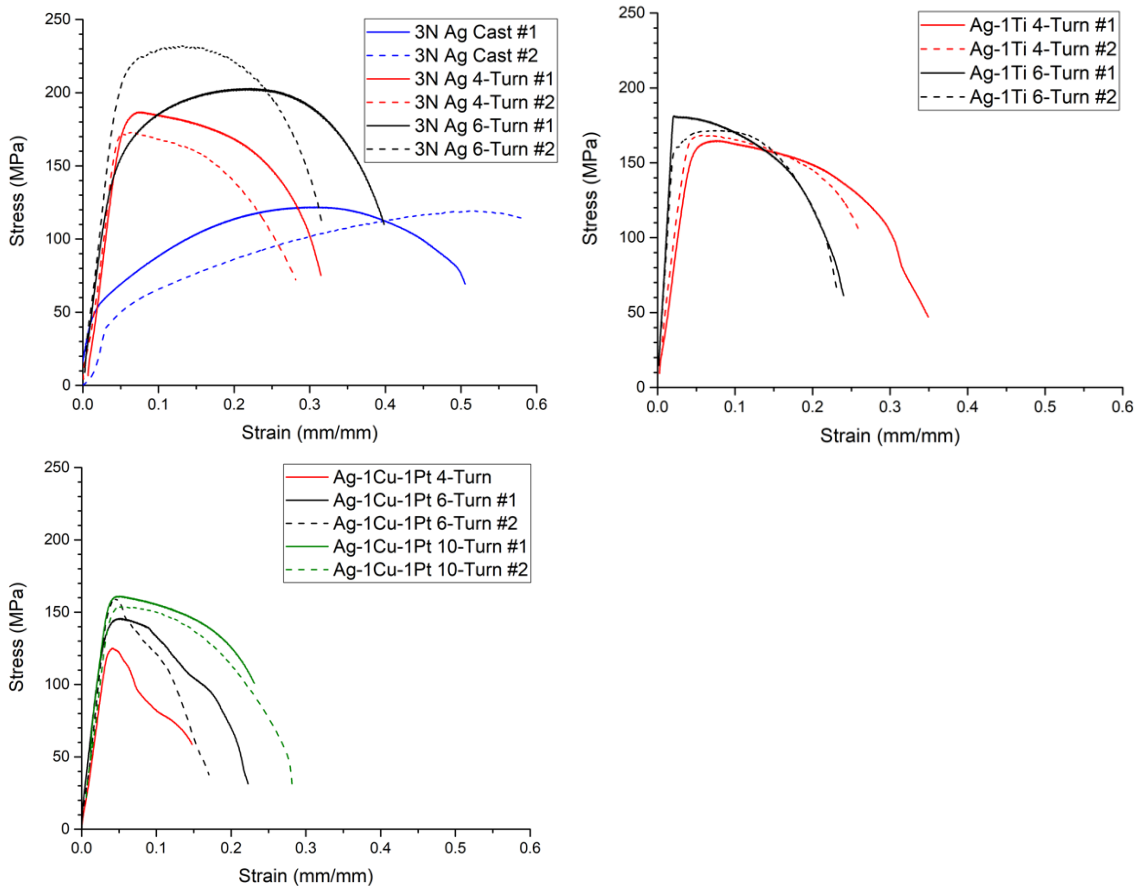 250
200
150
100
50
0
Stress (MPa)
3N Ag Cast #1
3N Ag Cast #2
3N Ag 4-Turn #1
3N Ag 4-Turn #2
3N Ag 6-Turn #1
3N Ag 6-Turn #2
0.0 0.1 0.2 0.3 0.4 0.5 0.6
Strain (mm/mm)
250
200
150
100
50
0
Stress (MPa)
Ag-1Ti 4-Turn #1
Ag-1Ti 4-Turn #2
Ag-1Ti 6-Turn #1
Ag-1Ti 6-Turn #2
0.0 0.1 0.2 0.3 0.4 0.5 0.6
Strain (mm/mm)
250
200
150
100
50
0
Stress (MPa)
Ag-1Cu-1Pt 4-Turn
Ag-1Cu-1Pt 6-Turn #1
Ag-1Cu-1Pt 6-Turn #2
Ag-1Cu-1Pt 10-Turn #1
Ag-1Cu-1Pt 10-Turn #2
0.0 0.1 0.2 0.3 0.4 0.5 0.6
Strain (mm/mm)